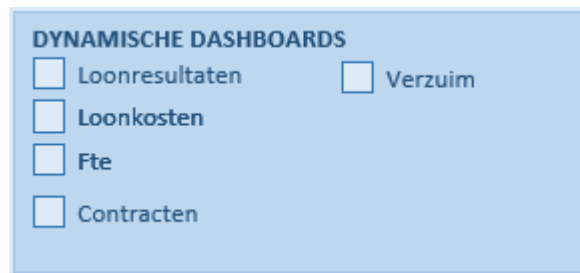 DYNAMISCHE DASHBOARDS
Loonresultaten
Verzuim
Loonkosten
Fte
Contracten